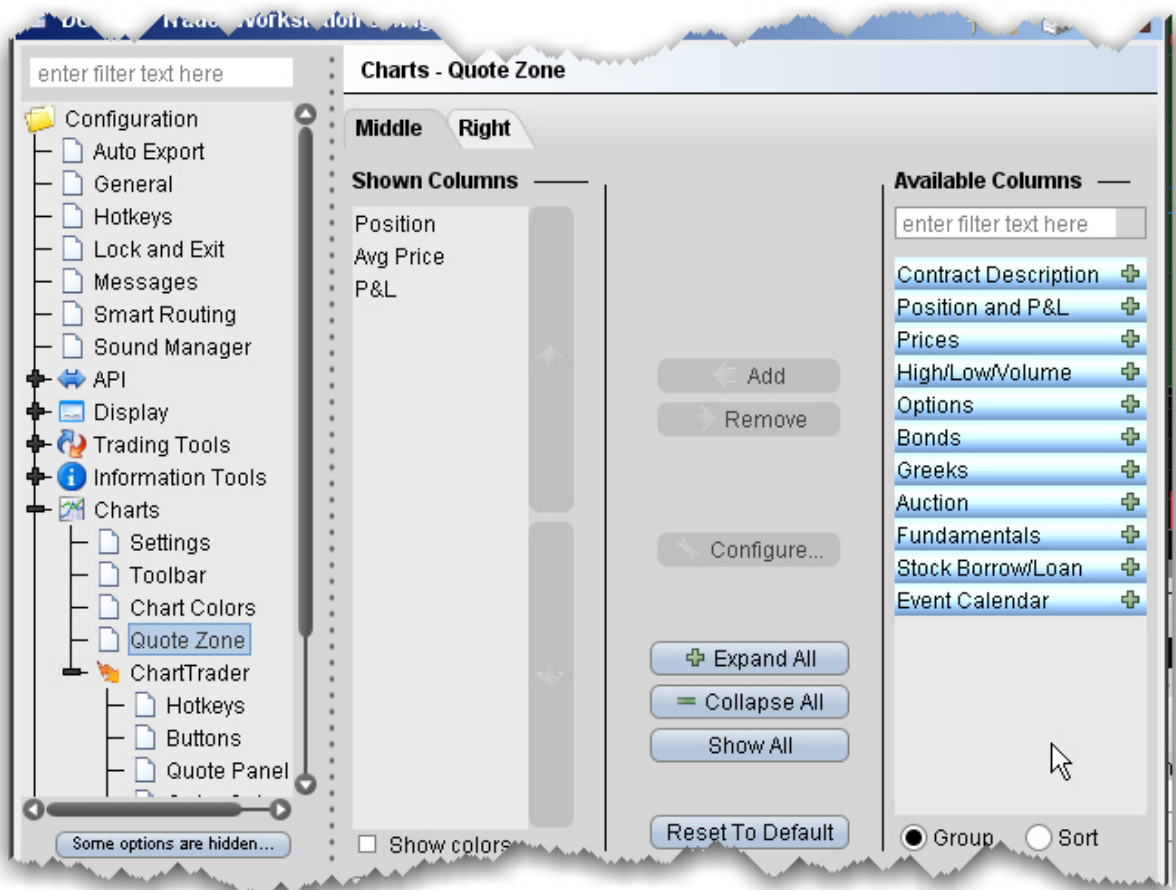 enter filter text here
Configuration
Auto Export
General
Hotkeys
Lock and Exit
Messages
Smart Routing
Sound Manager
API
Display
Trading Tools
Information Tools
Charts
Settings
Toolbar
Chart Colors
Quote Zone
ChartTrader
Hotkeys
Buttons
Quote Panel
Some options are hidden...
Charts - Quote Zone
Middle
Right
Shown Columns
Position
Avg Price
P&L
Show colors
Add
Remove
Configure...
Expand All
Collapse All
Show All
Reset To Default
Available Columns
enter filter text here
Contract Description
Position and P&L
Prices
High/Low/Volume
Options
Bonds
Greeks
Auction
Fundamentals
Stock Borrow/Loan
Event Calendar
Group
Sort